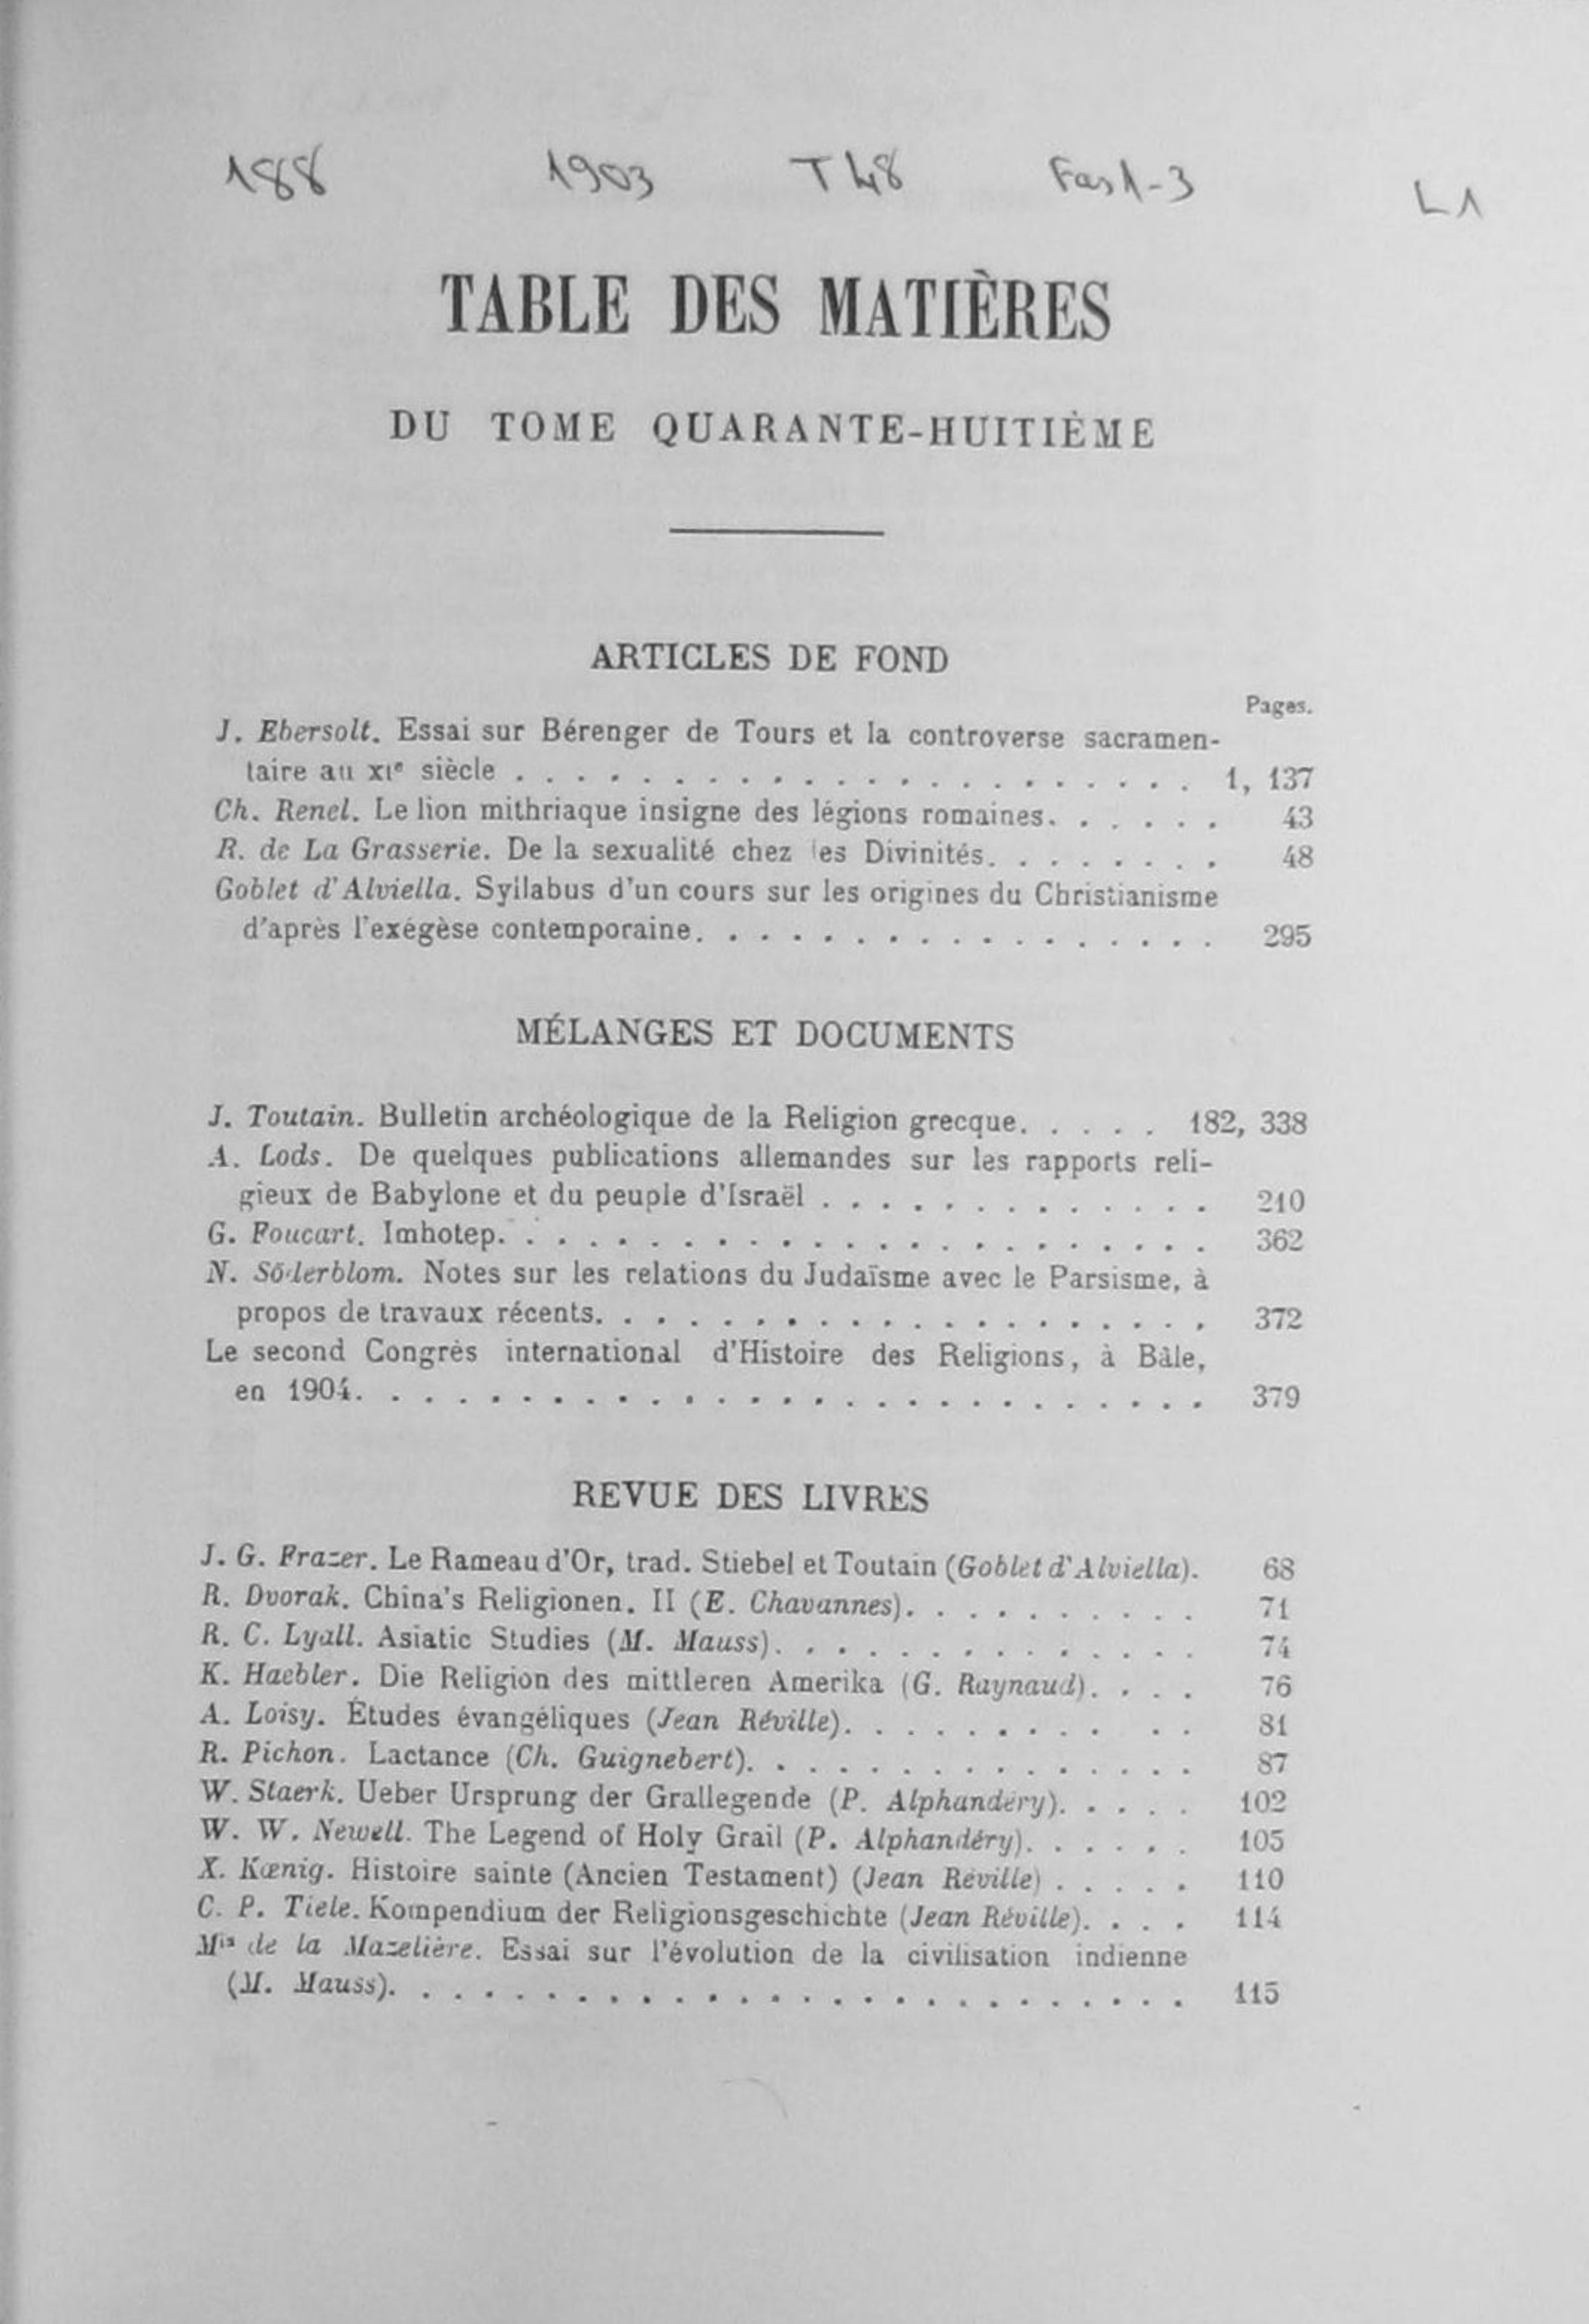 188 1903 T48 Fas 1-3 L1
TABLE DES MATIÈRES
DU TOME QUARANTE-HUITIÈME
ARTICLES DE FOND
Pages.
J. Ebersolt. Essai sur Bérenger de Tours et la controverse sacramen-
taire au XIe siècle . . . . . . . . . . . . . . . . . . . . . . 1, 137
Ch. Renel. Le lion mithriaque insigne des légions romaines. . . . . . 43
R. de La Grasserie. De la sexualité chez les Divinités. . . . . . . . 48
Goblet d'Alviella. Syllabus d'un cours sur les origines du Christianisme
d'après l'exégèse contemporaine. . . . . . . . . . . . . . . . . 295
MÉLANGES ET DOCUMENTS
J. Toutain. Bulletin archéologique de la Religion grecque. . . . . 182, 338
A. Lods. De quelques publications allemandes sur les rapports reli-
gieux de Babylone et du peuple d'Israël . . . . . . . . . . . . . 210
G. Foucart. Imhotep. . . . . . . . . . . . . . . . . . . . . . . 362
N. Söderblom. Notes sur les relations du Judaïsme avec le Parsisme, à
propos de travaux récents. . . . . . . . . . . . . . . . . . . . 372
Le second Congrès international d'Histoire des Religions, à Bâle,
en 1904. . . . . . . . . . . . . . . . . . . . . . . . . . . 379
REVUE DES LIVRES
J. G. Frazer. Le Rameau d'Or, trad. Stiebel et Toutain (Goblet d'Alviella). 68
R. Dvorak. China's Religionen. II (E. Chavannes). . . . . . . . . . 71
R. C. Lyall. Asiatic Studies (M. Mauss). . . . . . . . . . . . . . 74
K. Haebler. Die Religion des mittleren Amerika (G. Raynaud). . . . 76
A. Loisy. Études évangéliques (Jean Réville). . . . . . . . . . . 81
R. Pichon. Lactance (Ch. Guignebert). . . . . . . . . . . . . . . 87
W. Staerk. Ueber Ursprung der Grallegende (P. Alphandéry). . . . . 102
W. W. Newell. The Legend of Holy Grail (P. Alphandéry). . . . . . 105
X. Kœnig. Histoire sainte (Ancien Testament) (Jean Réville) . . . . . 110
C. P. Tiele. Kompendium der Religionsgeschichte (Jean Réville). . . . 114
Mis de la Mazelière. Essai sur l'évolution de la civilisation indienne
(M. Mauss). . . . . . . . . . . . . . . . . . . . . . . . . . 115